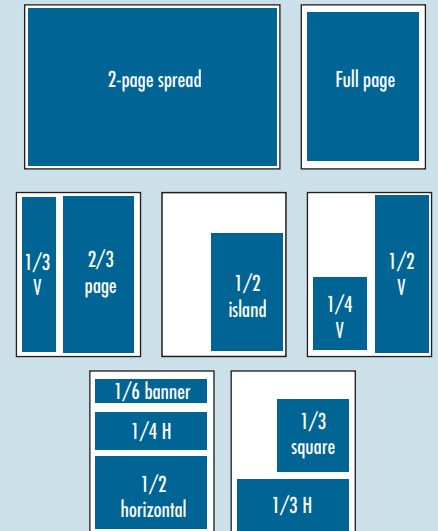 2-page spread
Full page
1/3
V
2/3
page
1/2
island
1/4
V
1/2
V
1/6 banner
1/4 H
1/2
horizontal
1/3
square
1/3 H